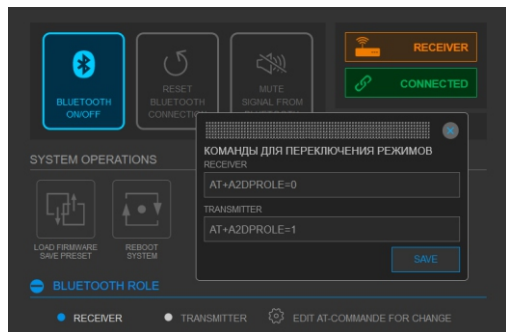 BLUETOOTH
ON/OFF
RESET
BLUETOOTH
CONNECTION
MUTE
SIGNAL FROM
RECEIVER
CONNECTED
SYSTEM OPERATIONS
КОМАНДЫ ДЛЯ ПЕРЕКЛЮЧЕНИЯ РЕЖИМОВ
RECEIVER
AT+A2DPROLE=0
TRANSMITTER
AT+A2DPROLE=1
SAVE
LOAD FIRMWARE
SAVE PRESET
REBOOT
SYSTEM
BLUETOOTH ROLE
RECEIVER
TRANSMITTER
EDIT AT-COMMANDE FOR CHANGE